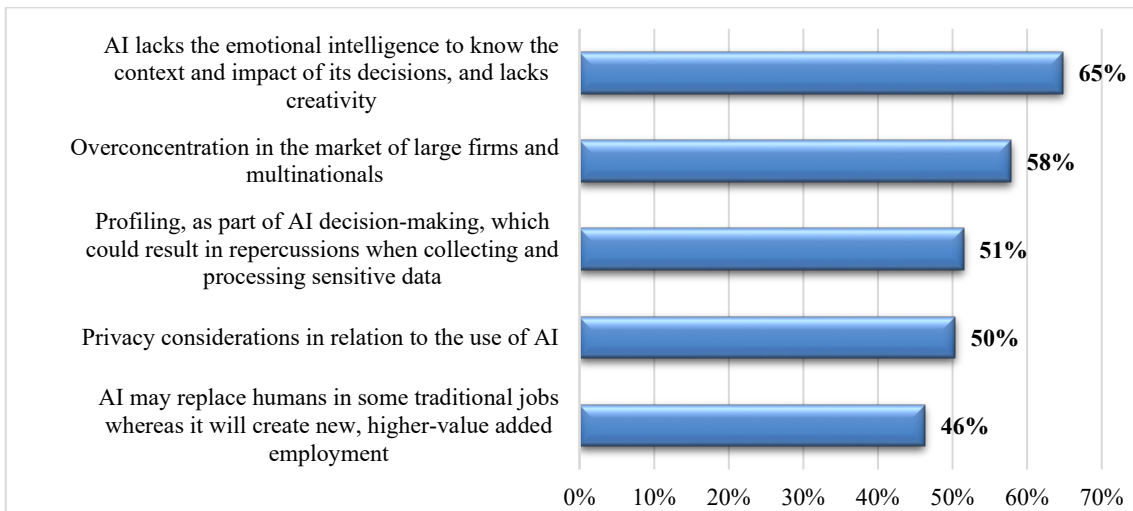 AI lacks the emotional intelligence to know the
context and impact of its decisions, and lacks
creativity
65%
Overconcentration in the market of large firms and
multinationals
58%
Profiling, as part of AI decision-making, which
could result in repercussions when collecting and
processing sensitive data
51%
Privacy considerations in relation to the use of AI
50%
AI may replace humans in some traditional jobs
whereas it will create new, higher-value added
employment
46%
0% 10% 20% 30% 40% 50% 60% 70%